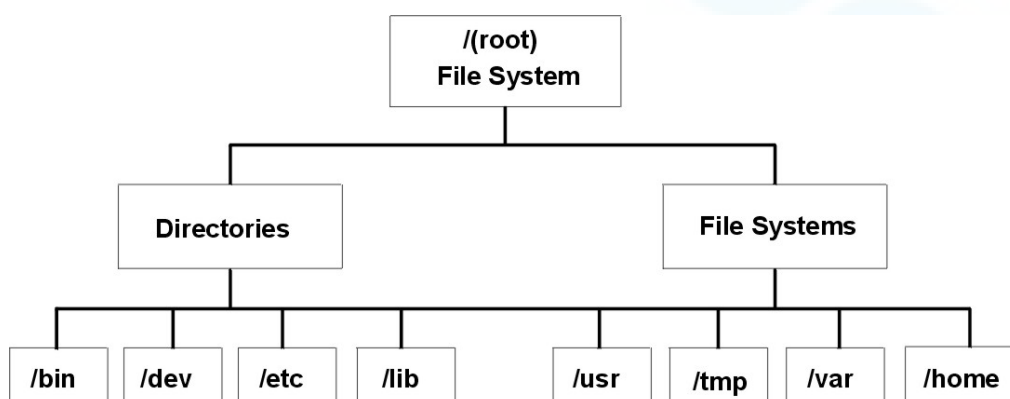 /(root)
File System
Directories
File Systems
/bin
/dev
/etc
/lib
/usr
/tmp
/var
/home